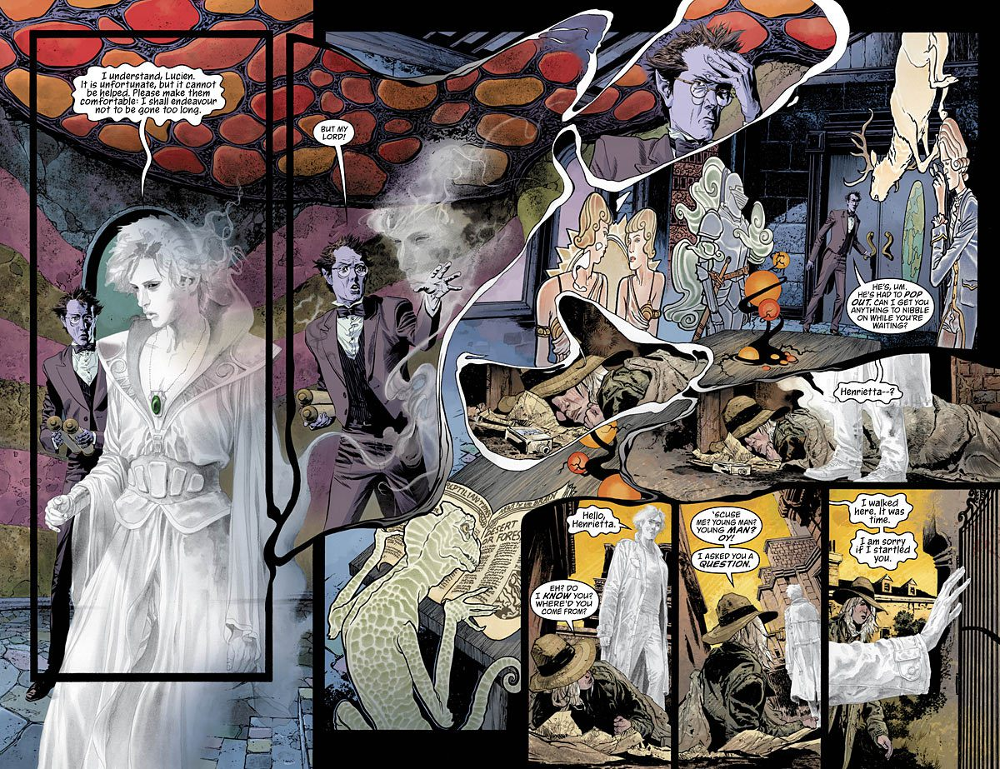 I understand, Lucien.
It is unfortunate, but it cannot
be helped. Please make them
comfortable: I shall endeavour
not to be gone too long.
BUT MY
LORD!
HE'S, UM.
HE'S HAD TO POP
OUT. CAN I GET YOU
ANYTHING TO NIBBLE
ON WHILE YOU'RE
WAITING?
Henrietta--?
REPTILIAN
DESERT
OR FOREST
Hello,
Henrietta.
EH? DO
I KNOW YOU?
WHERE'D YOU
COME FROM?
'SCUSE
ME? YOUNG MAN?
YOUNG MAN?
OY!
I ASKED YOU A
QUESTION.
I walked
here. It was
time.
I am sorry
if I startled
you.